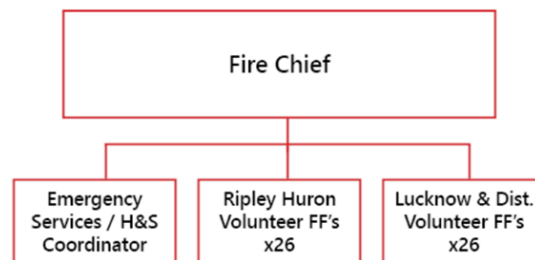 Fire Chief
Emergency
Services / H&S
Coordinator
Ripley Huron
Volunteer FF's
x26
Lucknow & Dist.
Volunteer FF's
x26